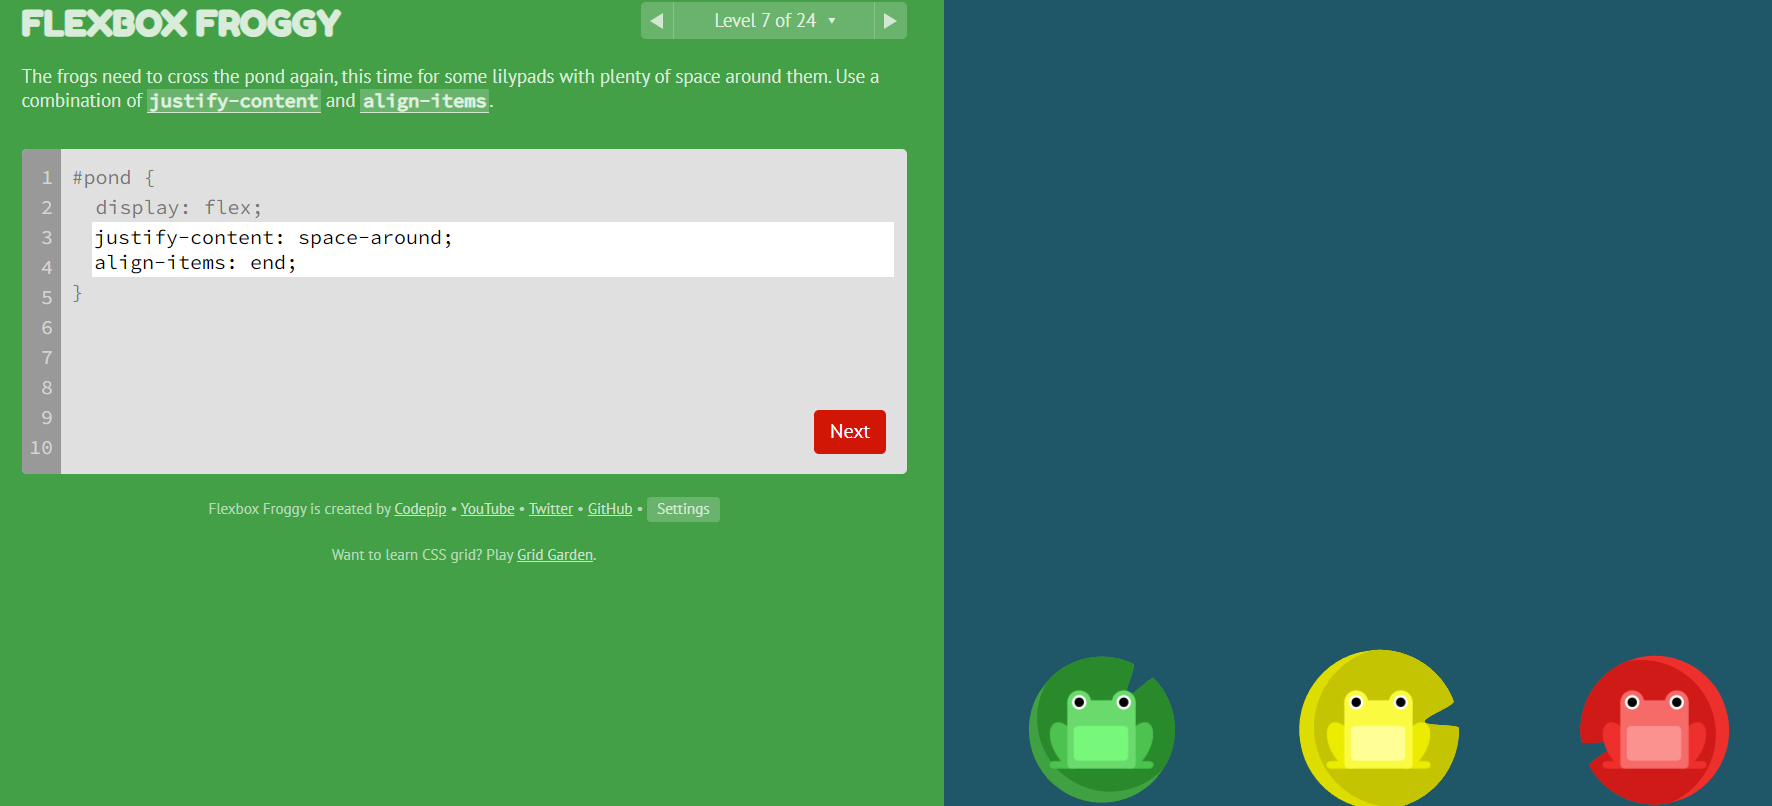 FLEXBOX FROGGY
◀ Level 7 of 24 ▼ ▶
The frogs need to cross the pond again, this time for some lilypads with plenty of space around them. Use a
combination of justify-content and align-items.
1 #pond {
2 display: flex;
3 justify-content: space-around;
4 align-items: end;
5 }
6
7
8
9
10
Next
Flexbox Froggy is created by Codepip • YouTube • Twitter • GitHub • Settings
Want to learn CSS grid? Play Grid Garden.